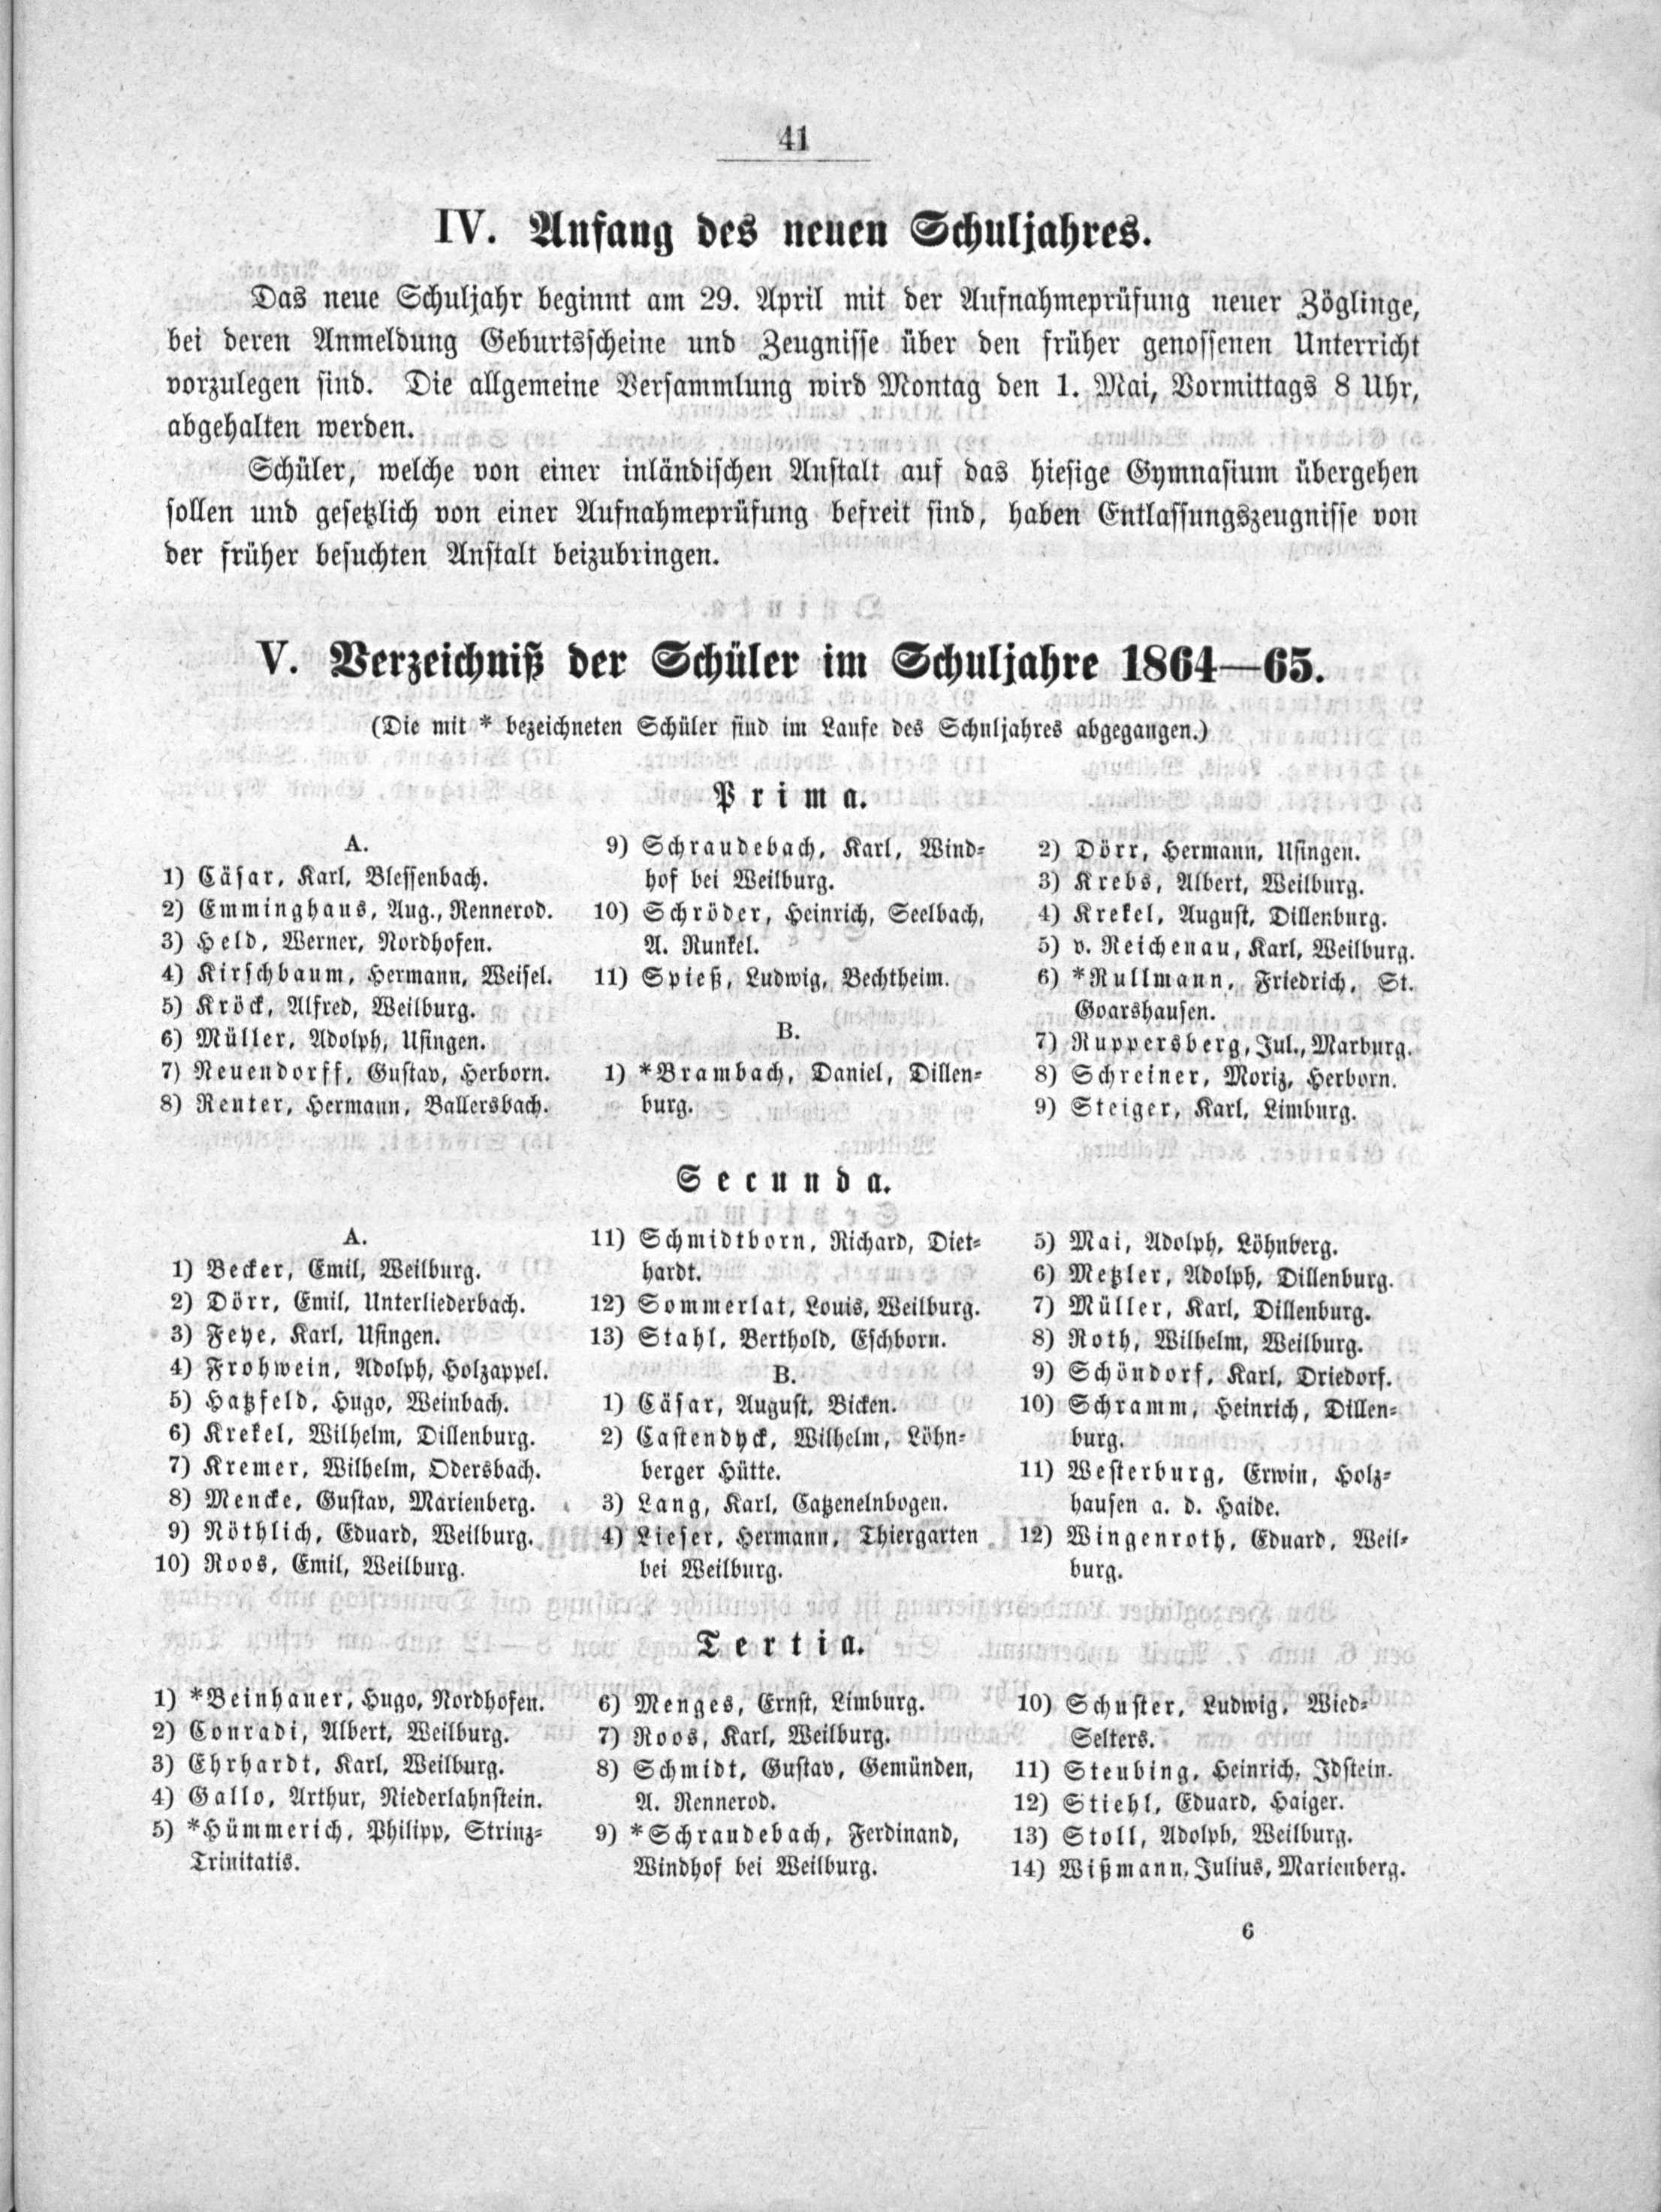 41
IV. Anfang des neuen Schuljahres.
Das neue Schuljahr beginnt am 29. April mit der Aufnahmeprüfung neuer Zöglinge,
bei deren Anmeldung Geburtsscheine und Zeugnisse über den früher genossenen Unterricht
vorzulegen sind. Die allgemeine Versammlung wird Montag den 1. Mai, Vormittags 8 Uhr,
abgehalten werden.
Schüler, welche von einer inländischen Anstalt auf das hiesige Gymnasium übergehen
sollen und gesetzlich von einer Aufnahmeprüfung befreit sind, haben Entlassungszeugnisse von
der früher besuchten Anstalt beizubringen.
V. Verzeichniß der Schüler im Schuljahre 1864—65.
(Die mit * bezeichneten Schüler sind im Laufe des Schuljahres abgegangen.)
Prima.
A.
1) Cäsar, Karl, Blessenbach.
2) Emminghaus, Aug., Rennerod.
3) Held, Werner, Nordhofen.
4) Kirschbaum, Hermann, Weisel.
5) Kröck, Alfred, Weilburg.
6) Müller, Adolph, Usingen.
7) Neuendorff, Gustav, Herborn.
8) Reuter, Hermann, Ballersbach.
9) Schraudebach, Karl, Wind-
hof bei Weilburg.
10) Schröder, Heinrich, Seelbach,
A. Runkel.
11) Spieß, Ludwig, Bechtheim.
B.
1) *Brambach, Daniel, Dillen-
burg.
2) Dörr, Hermann, Usingen.
3) Krebs, Albert, Weilburg.
4) Krekel, August, Dillenburg.
5) v. Reichenau, Karl, Weilburg.
6) *Rullmann, Friedrich, St.
Goarshausen.
7) Ruppersberg, Jul., Marburg.
8) Schreiner, Moriz, Herborn.
9) Steiger, Karl, Limburg.
Secunda.
A.
1) Becker, Emil, Weilburg.
2) Dörr, Emil, Unterliederbach.
3) Feye, Karl, Usingen.
4) Frohwein, Adolph, Holzappel.
5) Hatzfeld, Hugo, Weinbach.
6) Krekel, Wilhelm, Dillenburg.
7) Kremer, Wilhelm, Odersbach.
8) Mencke, Gustav, Marienberg.
9) Nöthlich, Eduard, Weilburg.
10) Roos, Emil, Weilburg.
11) Schmidtborn, Richard, Diet-
hardt.
12) Sommerlat, Louis, Weilburg.
13) Stahl, Berthold, Eschborn.
B.
1) Cäsar, August, Bicken.
2) Castendyck, Wilhelm, Löhn-
berger Hütte.
3) Lang, Karl, Catzenelnbogen.
4) Lieser, Hermann, Thiergarten
bei Weilburg.
5) Mai, Adolph, Löhnberg.
6) Metzler, Adolph, Dillenburg.
7) Müller, Karl, Dillenburg.
8) Roth, Wilhelm, Weilburg.
9) Schöndorf, Karl, Driedorf.
10) Schramm, Heinrich, Dillen-
burg.
11) Westerburg, Erwin, Holz-
hausen a. d. Haide.
12) Wingenroth, Eduard, Weil-
burg.
Tertia.
1) *Beinhauer, Hugo, Nordhofen.
2) Conradi, Albert, Weilburg.
3) Ehrhardt, Karl, Weilburg.
4) Gallo, Arthur, Niederlahnstein.
5) *Hümmerich, Philipp, Strinz-
Trinitatis.
6) Menges, Ernst, Limburg.
7) Roos, Karl, Weilburg.
8) Schmidt, Gustav, Gemünden,
A. Rennerod.
9) *Schraudebach, Ferdinand,
Windhof bei Weilburg.
10) Schuster, Ludwig, Wied-
Selters.
11) Steubing, Heinrich, Idstein.
12) Stiehl, Eduard, Haiger.
13) Stoll, Adolph, Weilburg.
14) Wißmann, Julius, Marienberg.
6